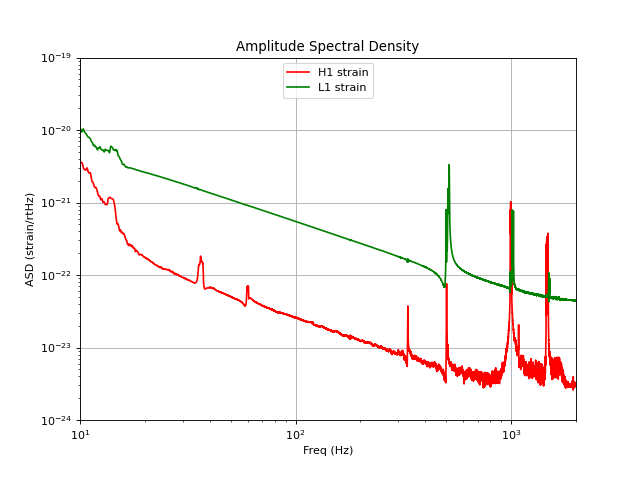 Amplitude Spectral Density
H1 strain
L1 strain
ASD (strain/rtHz)
10⁻¹⁹
10⁻²⁰
10⁻²¹
10⁻²²
10⁻²³
10⁻²⁴
10¹ 10² 10³
Freq (Hz)